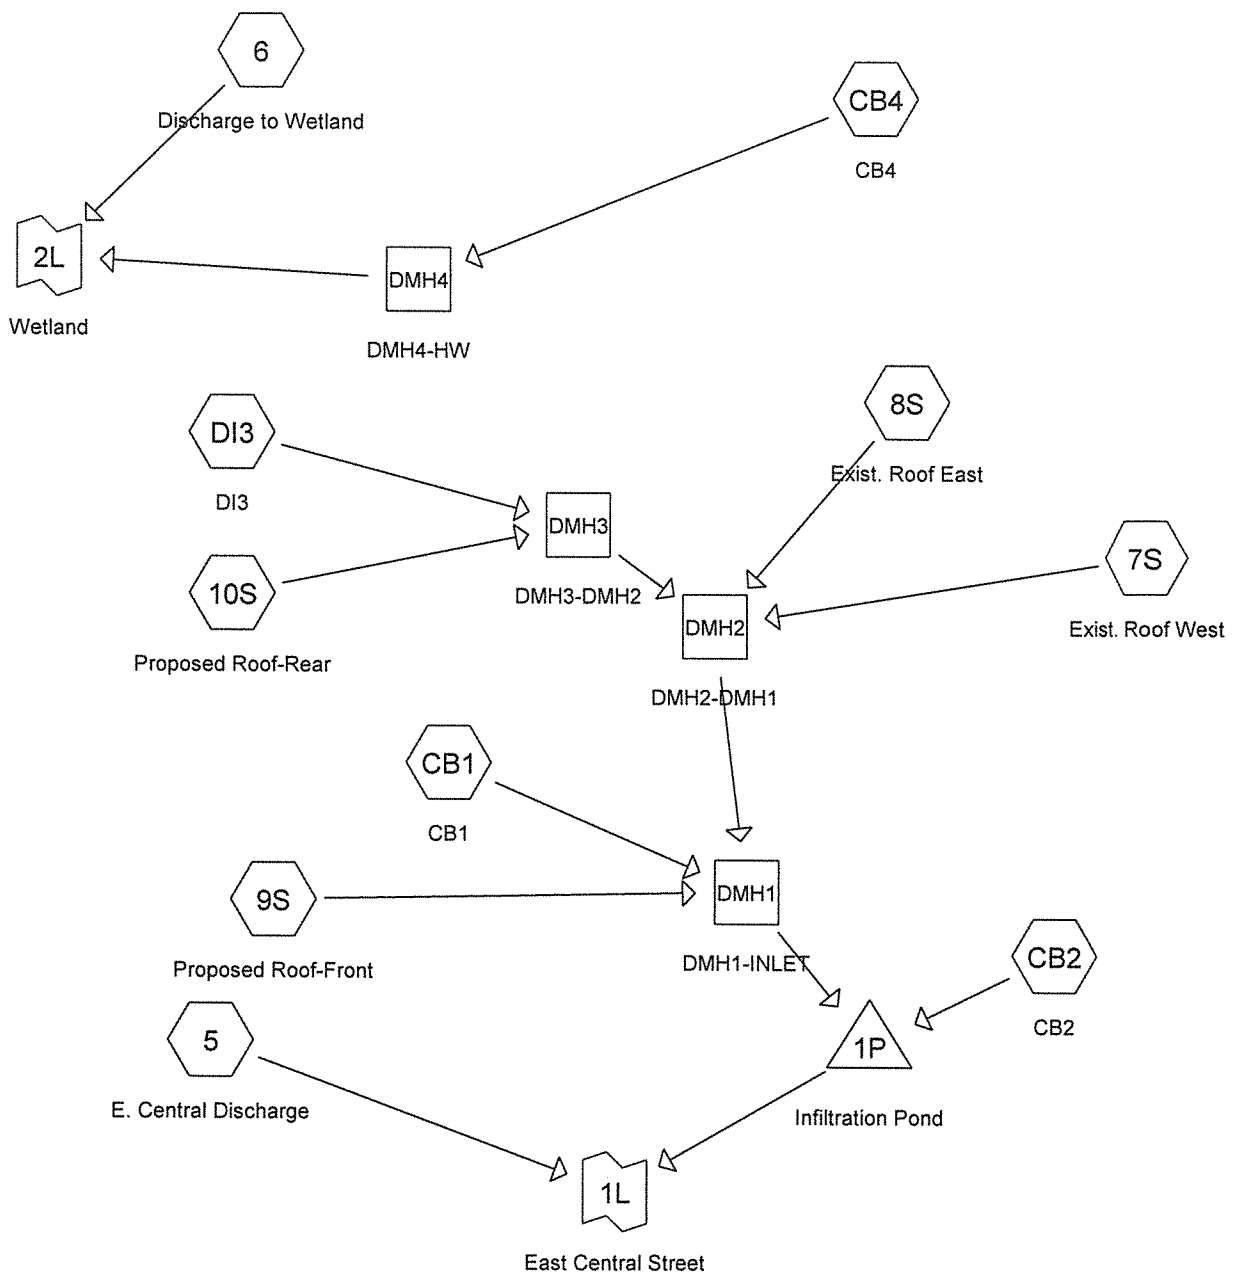 6
Discharge to Wetland
CB4
CB4
2L
Wetland
DMH4
DMH4-HW
DI3
DI3
8S
Exist. Roof East
DMH3
DMH3-DMH2
7S
Exist. Roof West
10S
Proposed Roof-Rear
DMH2
DMH2-DMH1
CB1
CB1
9S
Proposed Roof-Front
DMH1
DMH1-INLET
CB2
CB2
5
E. Central Discharge
1P
Infiltration Pond
1L
East Central Street